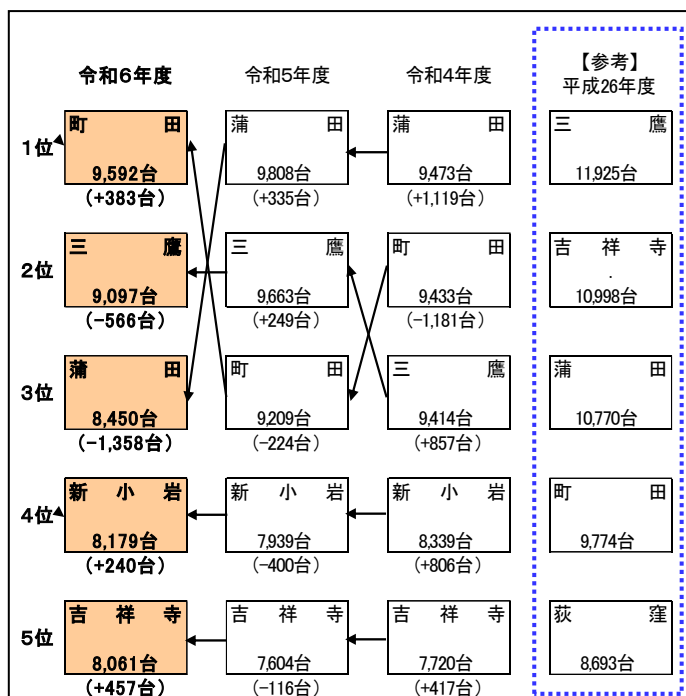 令和6年度 令和5年度 令和4年度 【参考】
平成26年度
1位 町田 蒲田 蒲田 三鷹
9,592台 9,808台 9,473台 11,925台
(+383台) (+335台) (+1,119台)
2位 三鷹 三鷹 町田 吉祥寺
9,097台 9,663台 9,433台 10,998台
(−566台) (+249台) (−1,181台)
3位 蒲田 町田 三鷹 蒲田
8,450台 9,209台 9,414台 10,770台
(−1,358台) (−224台) (+857台)
4位 新小岩 新小岩 新小岩 町田
8,179台 7,939台 8,339台 9,774台
(+240台) (−400台) (+806台)
5位 吉祥寺 吉祥寺 吉祥寺 荻窪
8,061台 7,604台 7,720台 8,693台
(+457台) (−116台) (+417台)